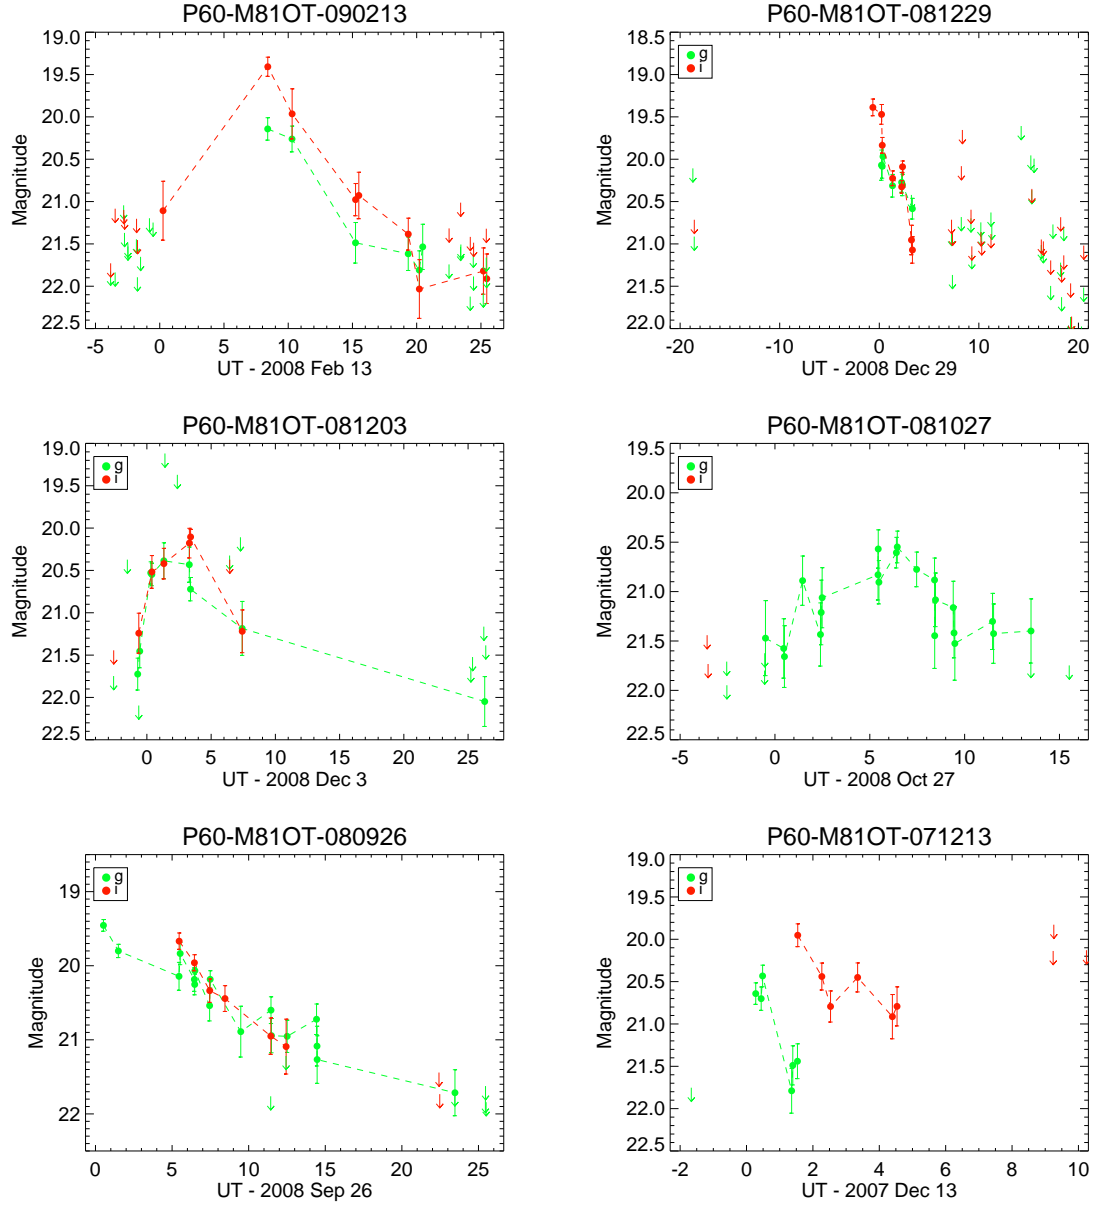 P60-M81OT-090213
19.0
19.5
20.0
20.5
21.0
21.5
22.0
22.5
Magnitude
-5 0 5 10 15 20 25
UT - 2008 Feb 13
P60-M81OT-081229
18.5
19.0
19.5
20.0
20.5
21.0
21.5
22.0
Magnitude
g
i
-20 -10 0 10 20
UT - 2008 Dec 29
P60-M81OT-081203
19.0
19.5
20.0
20.5
21.0
21.5
22.0
22.5
Magnitude
g
i
0 5 10 15 20 25
UT - 2008 Dec 3
P60-M81OT-081027
19.5
20.0
20.5
21.0
21.5
22.0
22.5
Magnitude
g
i
-5 0 5 10 15
UT - 2008 Oct 27
P60-M81OT-080926
19
20
21
22
Magnitude
g
i
0 5 10 15 20 25
UT - 2008 Sep 26
P60-M81OT-071213
19.0
19.5
20.0
20.5
21.0
21.5
22.0
22.5
Magnitude
g
i
-2 0 2 4 6 8 10
UT - 2007 Dec 13